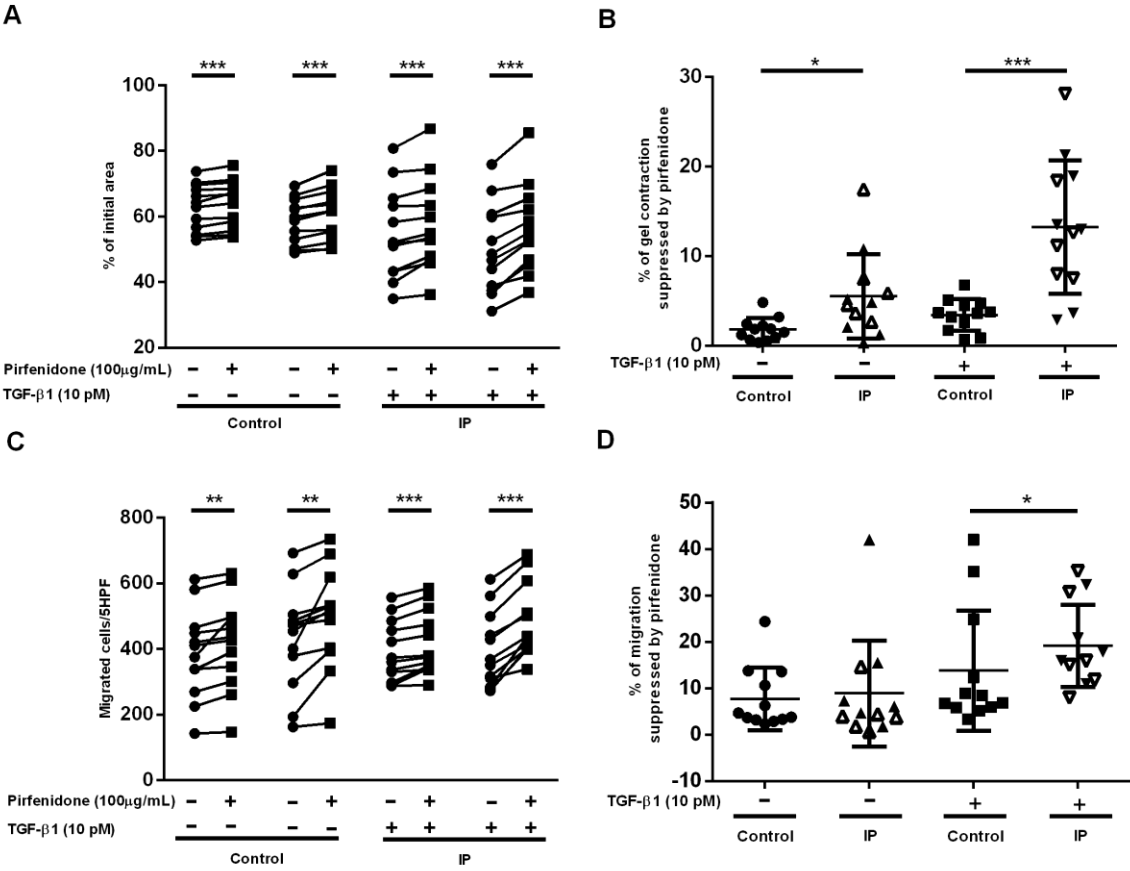 A
*** *** *** ***
100
80
60
40
20
% of initial area
Pirfenidone (100µg/mL) − + − + − + − +
TGF-β1 (10 pM) − − − − + + + +
Control IP
B
* ***
30
20
10
0
% of gel contraction
suppressed by pirfenidone
TGF-β1 (10 pM) − − + +
Control IP Control IP
C
** ** *** ***
800
600
400
200
0
Migrated cells/5HPF
Pirfenidone (100µg/mL) − + − + − + − +
TGF-β1 (10 pM) − − − − + + + +
Control IP
D
*
50
40
30
20
10
0
-10
% of migration
suppressed by pirfenidone
TGF-β1 (10 pM) − − + +
Control IP Control IP